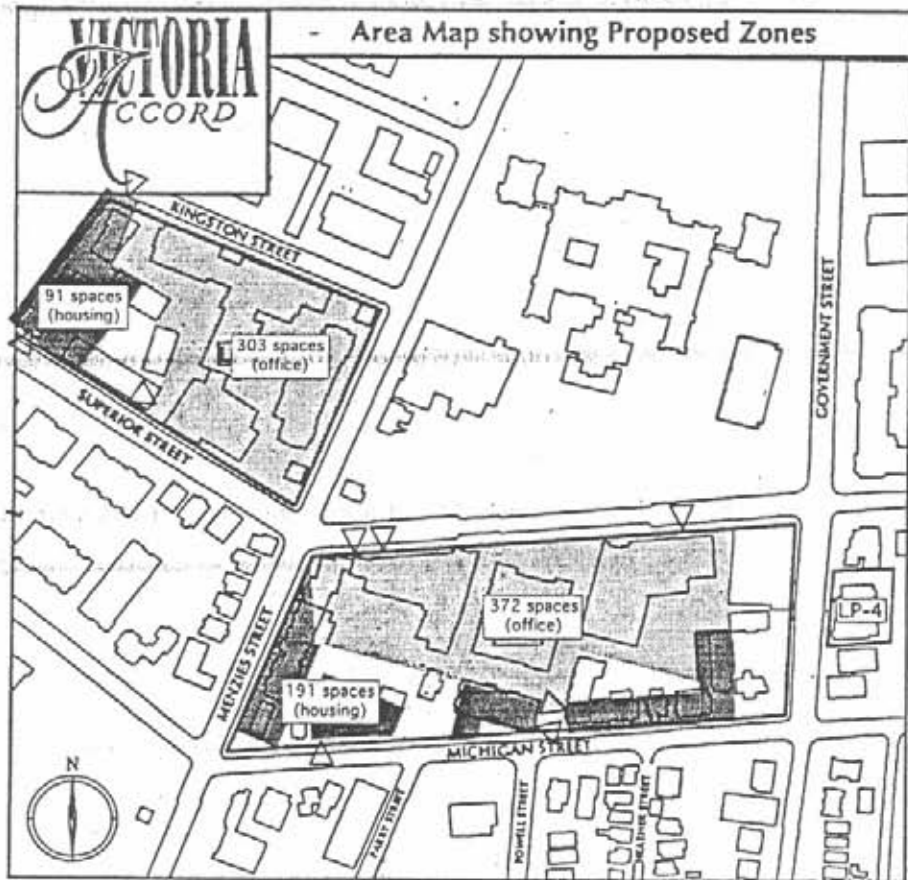 VICTORIA
ACCORD
- Area Map showing Proposed Zones
KINGSTON STREET
91 spaces
(housing)
303 spaces
(office)
SUPERIOR STREET
GOVERNMENT STREET
372 spaces
(office)
LP-4
MENZIES STREET
191 spaces
(housing)
MICHIGAN STREET
N
PARRY STREET
POWELL STREET
STREET